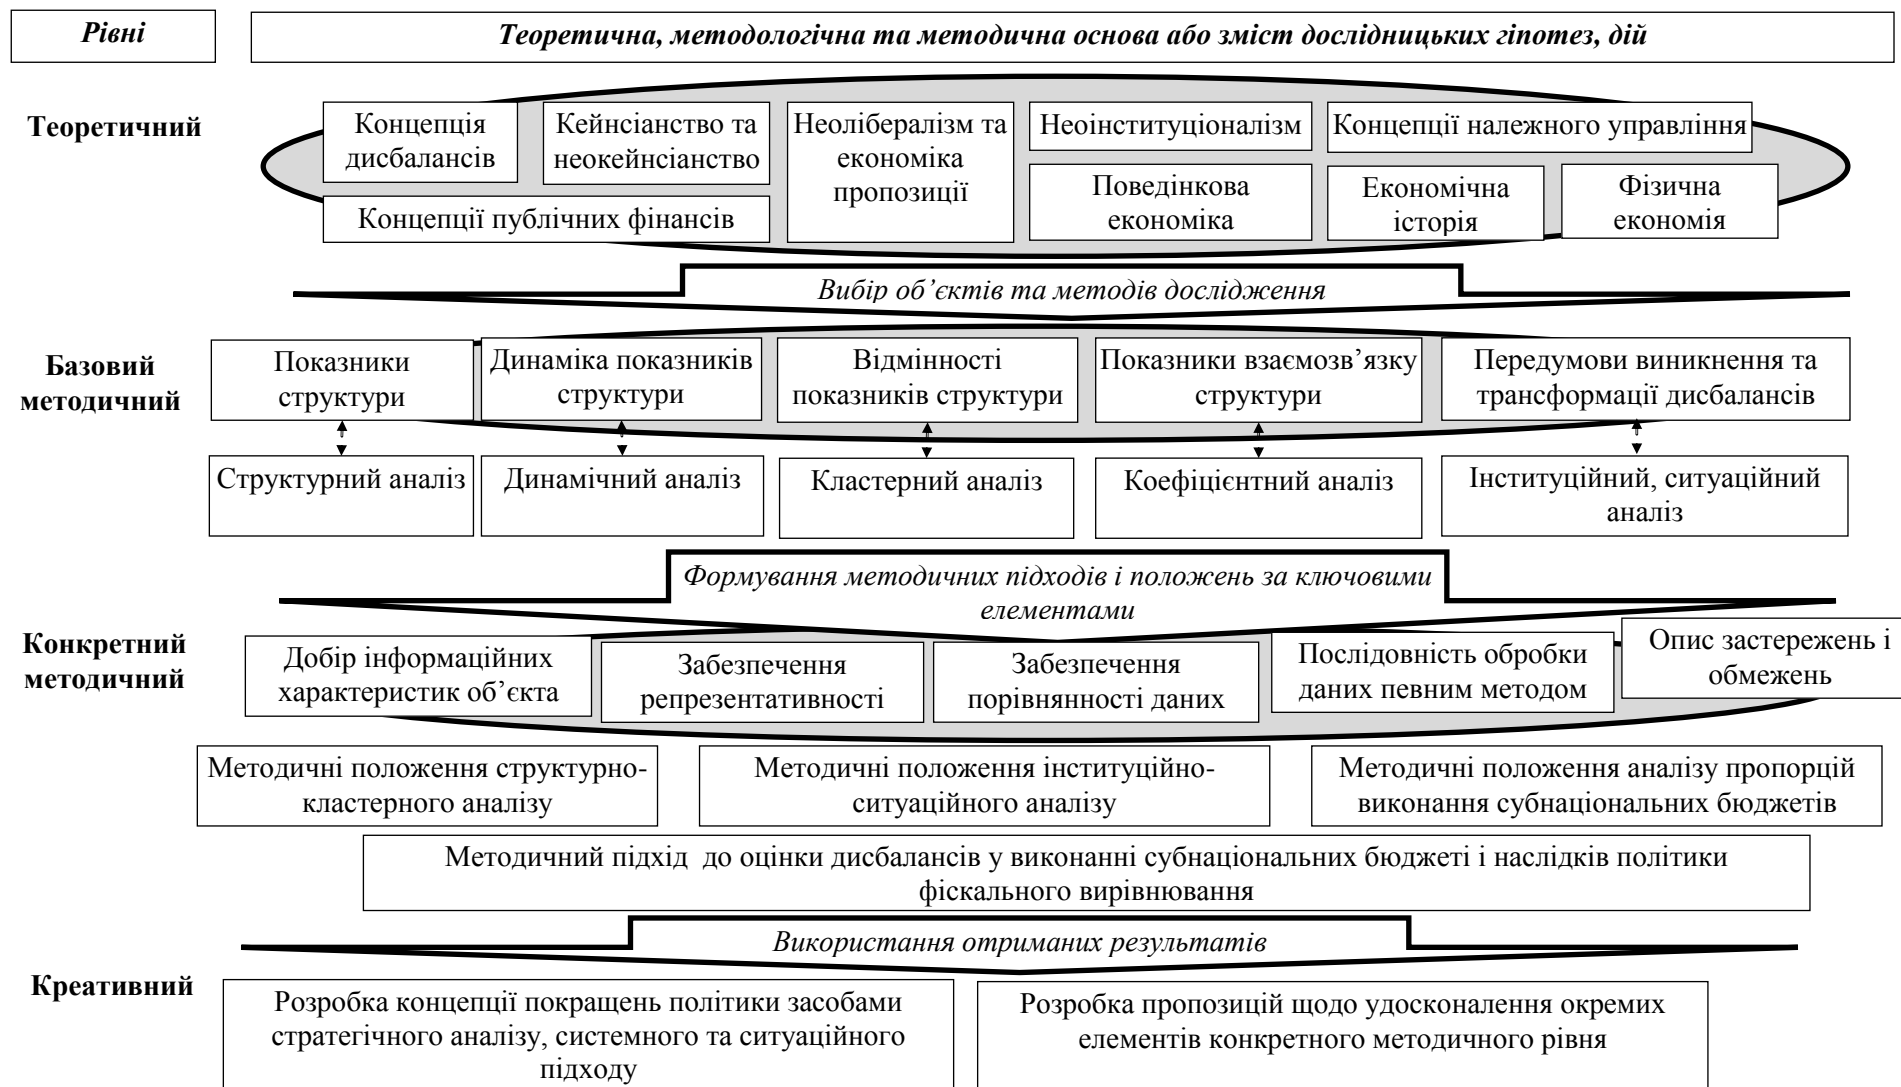 Рівні
Теоретична, методологічна та методична основа або зміст дослідницьких гіпотез, дій
Теоретичний
Концепція
дисбалансів
Кейнсіанство та
неокейнсіанство
Неолібералізм та
економіка
пропозиції
Неоінституціоналізм
Концепції належного управління
Концепції публічних фінансів
Поведінкова
економіка
Економічна
історія
Фізична
економія
Вибір об’єктів та методів дослідження
Базовий
методичний
Показники
структури
Динаміка показників
структури
Відмінності
показників структури
Показники взаємозв’язку
структури
Передумови виникнення та
трансформації дисбалансів
Структурний аналіз
Динамічний аналіз
Кластерний аналіз
Коефіцієнтний аналіз
Інституційний, ситуаційний
аналіз
Формування методичних підходів і положень за ключовими
елементами
Конкретний
методичний
Добір інформаційних
характеристик об’єкта
Забезпечення
репрезентативності
Забезпечення
порівнянності даних
Послідовність обробки
даних певним методом
Опис застережень і
обмежень
Методичні положення структурно-
кластерного аналізу
Методичні положення інституційно-
ситуаційного аналізу
Методичні положення аналізу пропорцій
виконання субнаціональних бюджетів
Методичний підхід до оцінки дисбалансів у виконанні субнаціональних бюджеті і наслідків політики
фіскального вирівнювання
Використання отриманих результатів
Креативний
Розробка концепції покращень політики засобами
стратегічного аналізу, системного та ситуаційного
підходу
Розробка пропозицій щодо удосконалення окремих
елементів конкретного методичного рівня